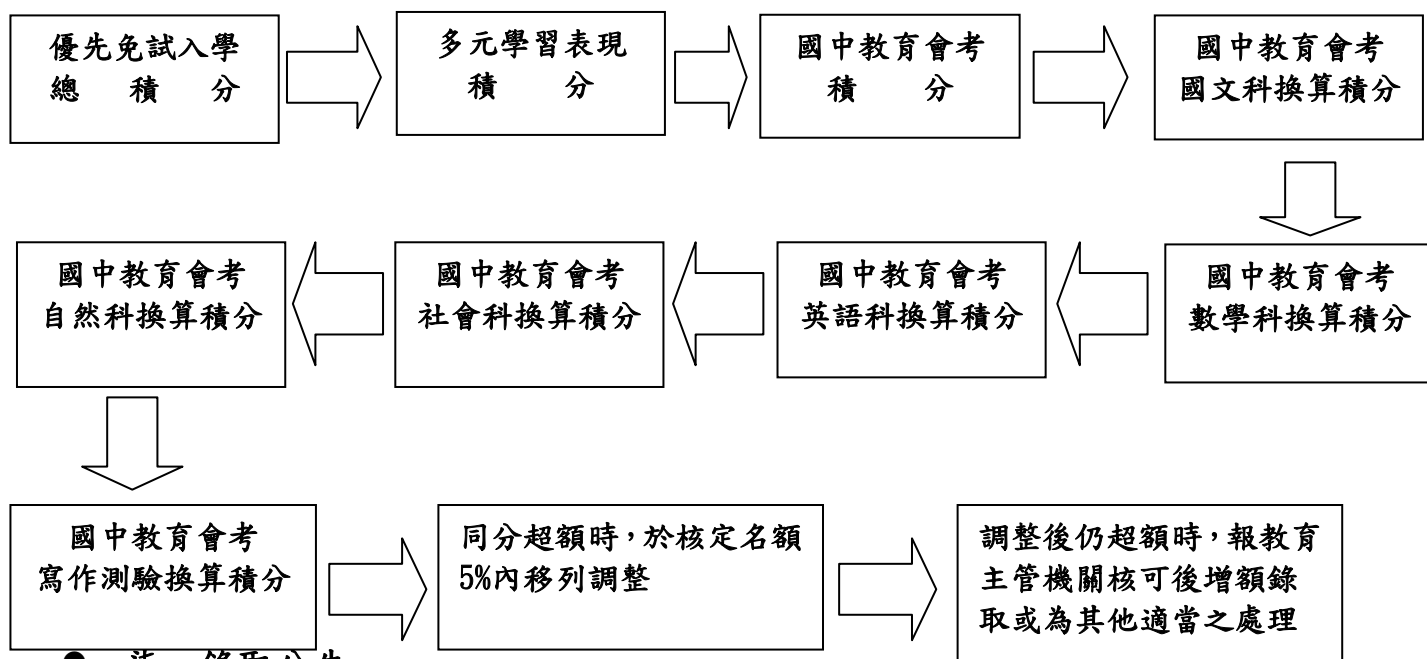 優先免試入學
總 積 分
多元學習表現
積 分
國中教育會考
積 分
國中教育會考
國文科換算積分
國中教育會考
數學科換算積分
國中教育會考
英語科換算積分
國中教育會考
社會科換算積分
國中教育會考
自然科換算積分
國中教育會考
寫作測驗換算積分
同分超額時，於核定名額
5%內移列調整
調整後仍超額時，報教育
主管機關核可後增額錄
取或為其他適當之處理